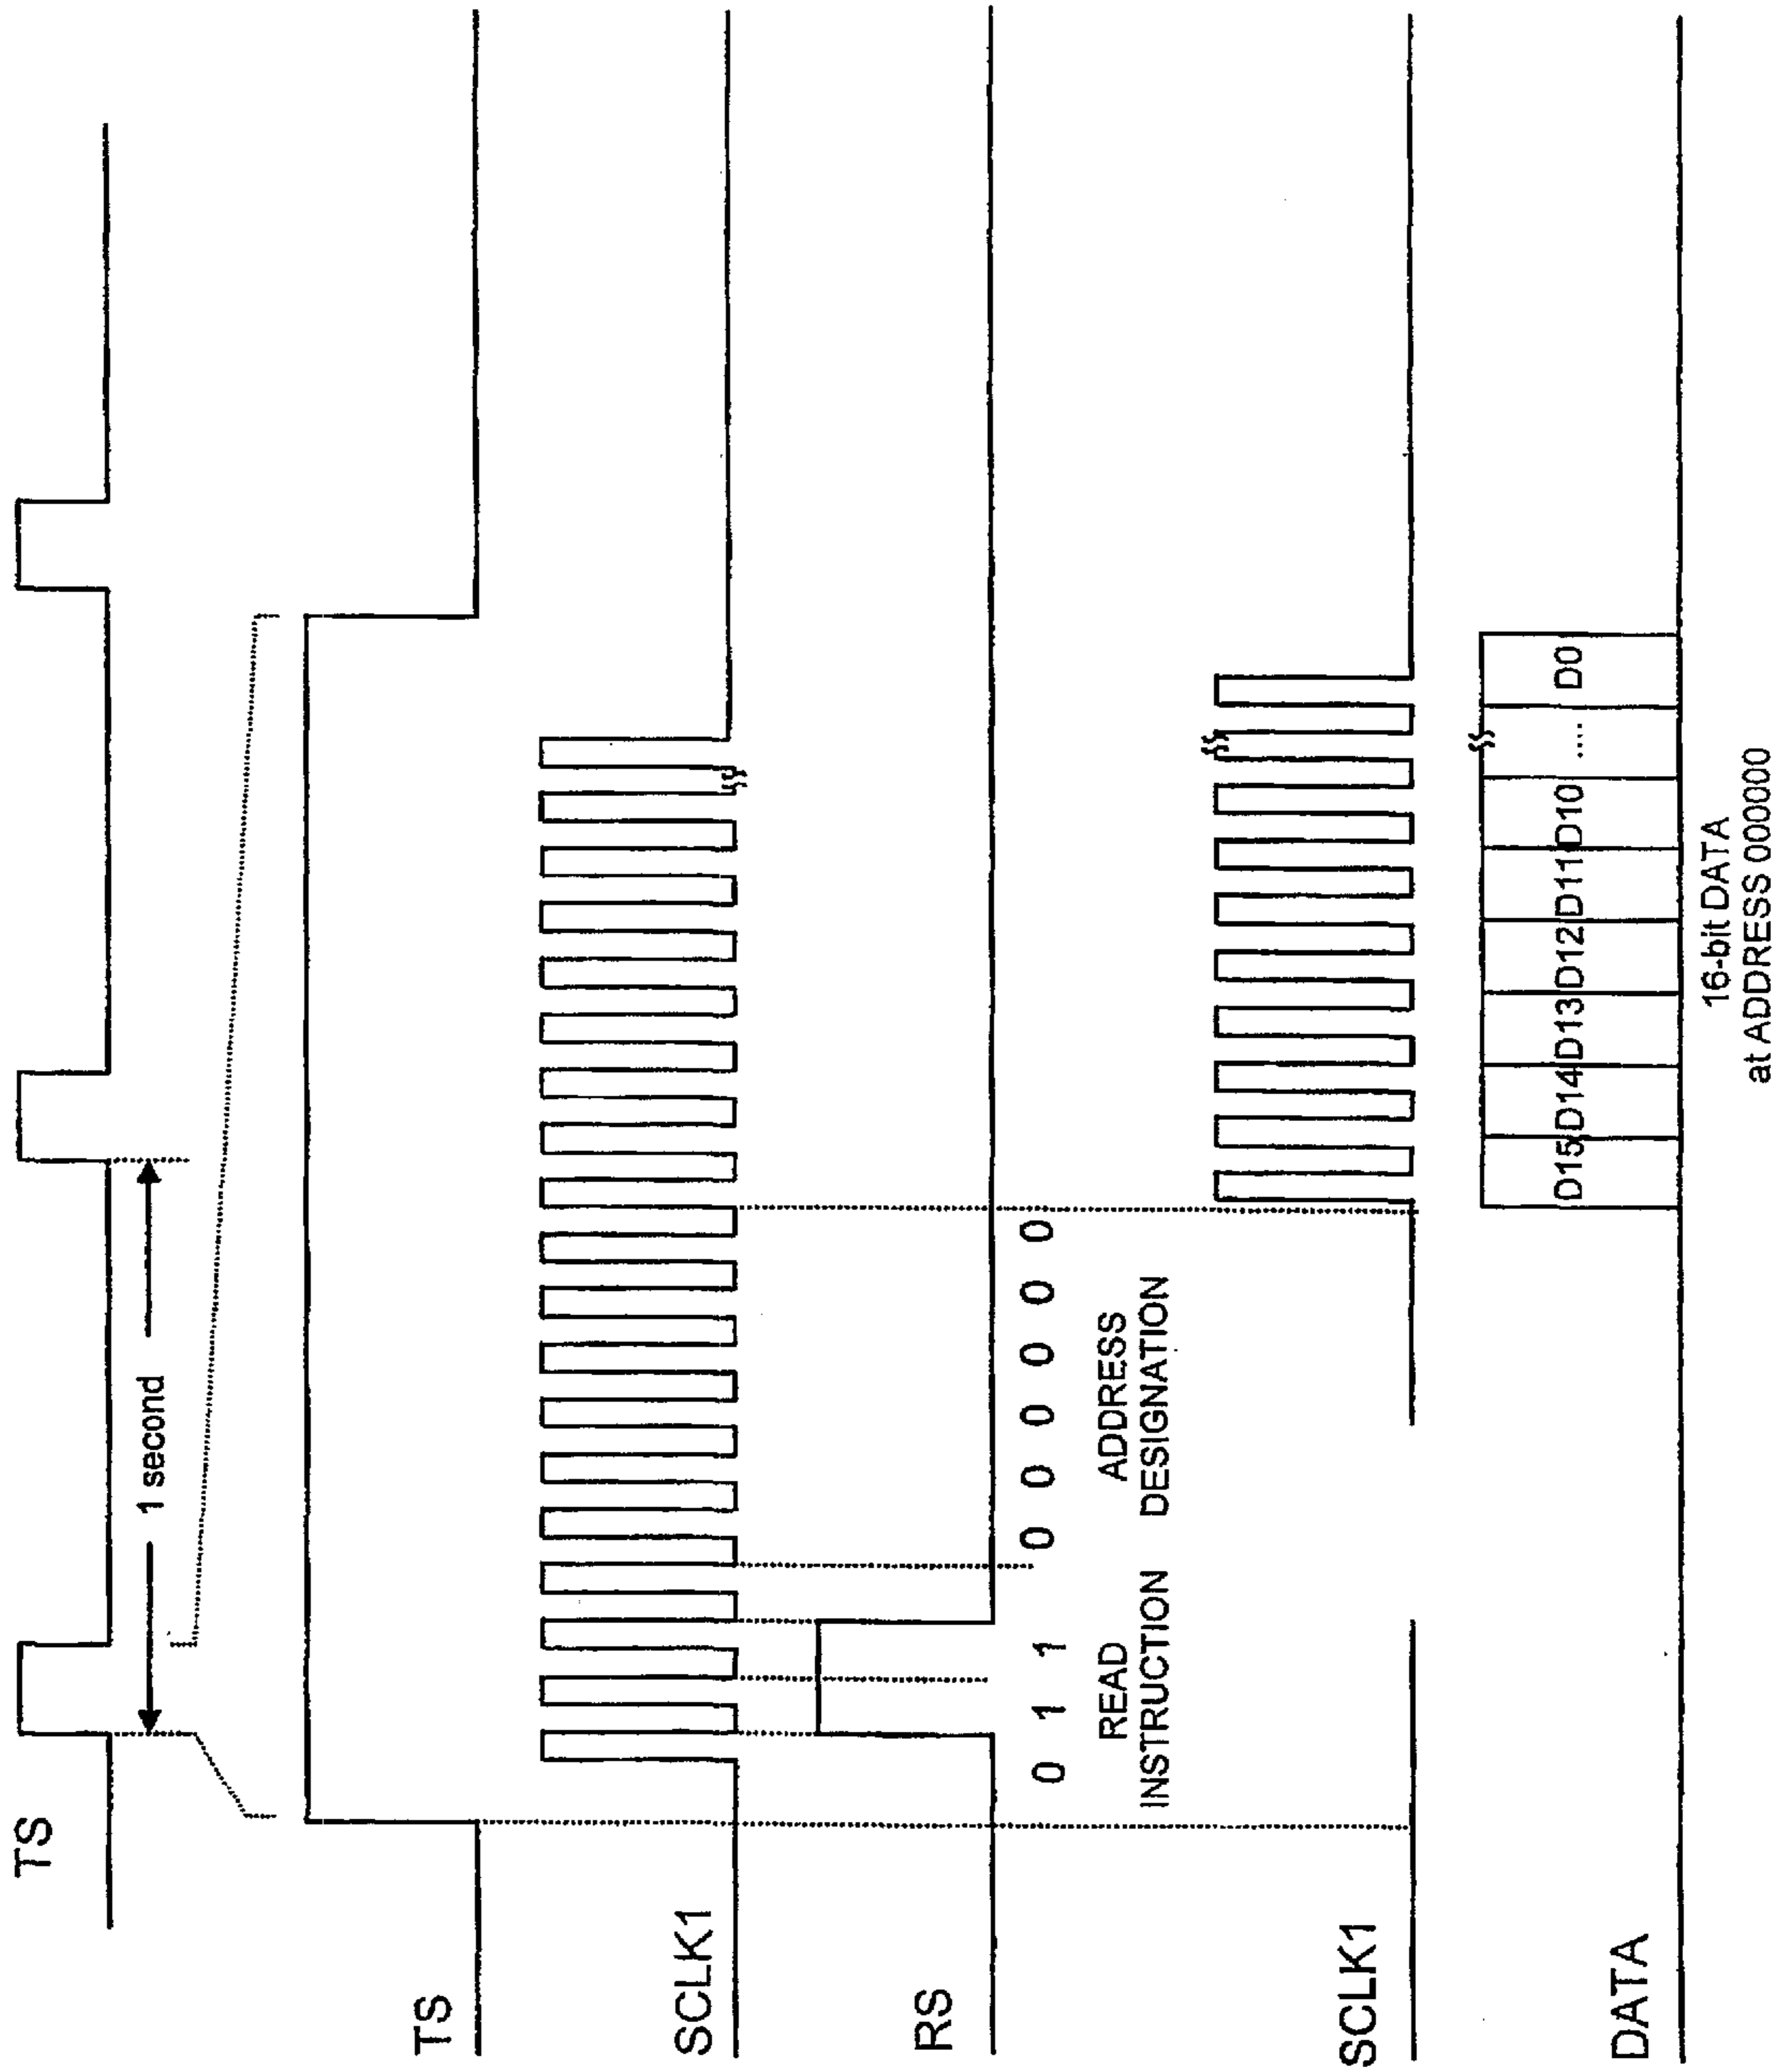 TS
1 second
TS
SCLK1
RS
0 1 1 0 0 0 0 0 0
READ
INSTRUCTION
ADDRESS
DESIGNATION
SCLK1
DATA
D15 D14 D13 D12 D11 D10 .... D0
16-bit DATA
at ADDRESS 000000